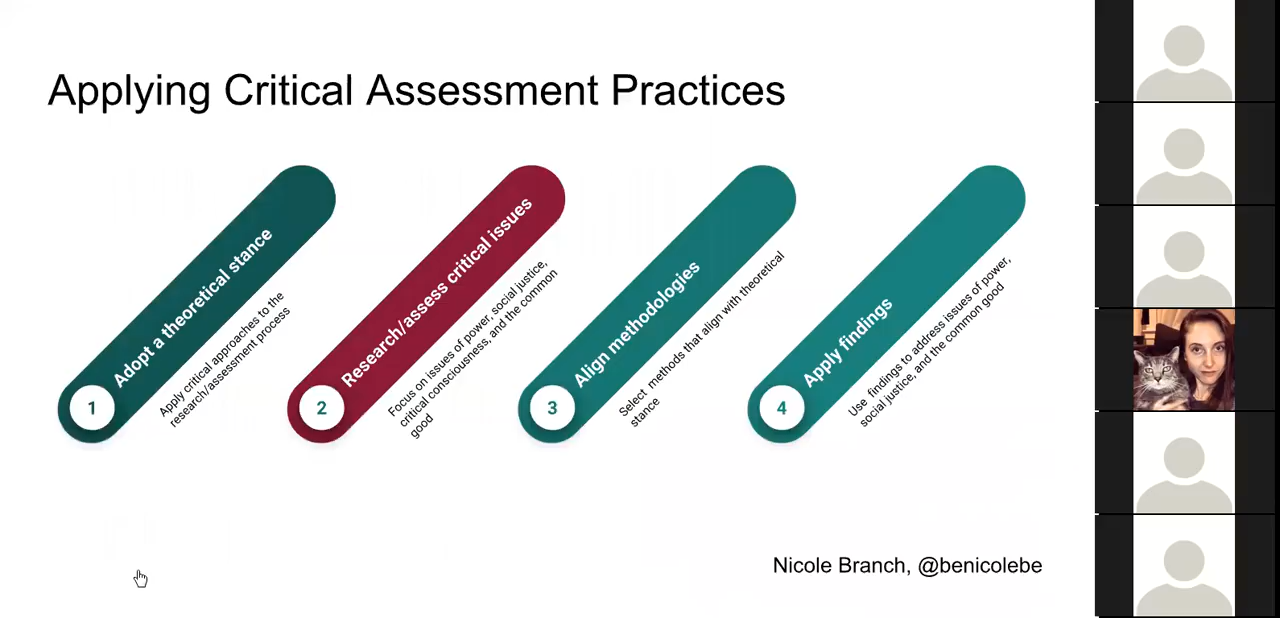 Applying Critical Assessment Practices
1
Adopt a theoretical stance
Apply critical approaches to the
research/assessment process
2
Research/assess critical issues
Focus on issues of power, social justice,
critical consciousness, and the common
good
3
Align methodologies
Select methods that align with theoretical
stance
4
Apply findings
Use findings to address issues of power,
social justice, and the common good
Nicole Branch, @benicolebe